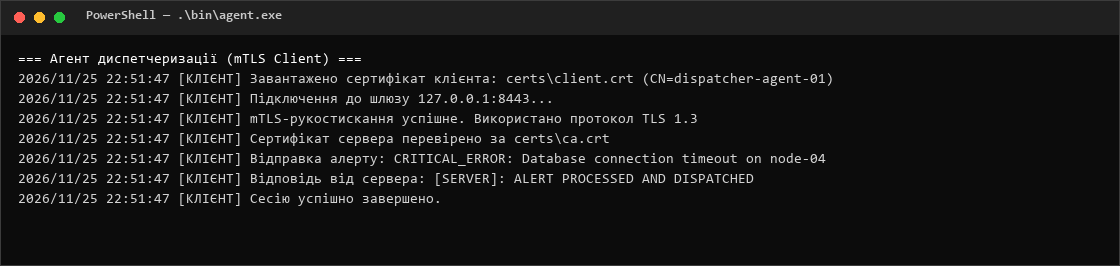 PowerShell — .\bin\agent.exe
=== Агент диспетчеризації (mTLS Client) ===
2026/11/25 22:51:47 [КЛІЄНТ] Завантажено сертифікат клієнта: certs\client.crt (CN=dispatcher-agent-01)
2026/11/25 22:51:47 [КЛІЄНТ] Підключення до шлюзу 127.0.0.1:8443...
2026/11/25 22:51:47 [КЛІЄНТ] mTLS-рукостискання успішне. Використано протокол TLS 1.3
2026/11/25 22:51:47 [КЛІЄНТ] Сертифікат сервера перевірено за certs\ca.crt
2026/11/25 22:51:47 [КЛІЄНТ] Відправка алерту: CRITICAL_ERROR: Database connection timeout on node-04
2026/11/25 22:51:47 [КЛІЄНТ] Відповідь від сервера: [SERVER]: ALERT PROCESSED AND DISPATCHED
2026/11/25 22:51:47 [КЛІЄНТ] Сесію успішно завершено.